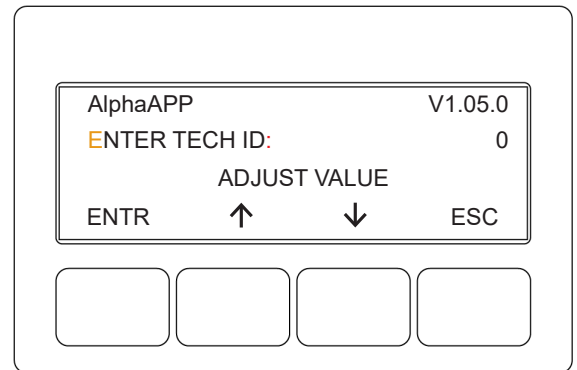 AlphaAPP V1.05.0
ENTER TECH ID: 0
ADJUST VALUE
ENTR ↑ ↓ ESC